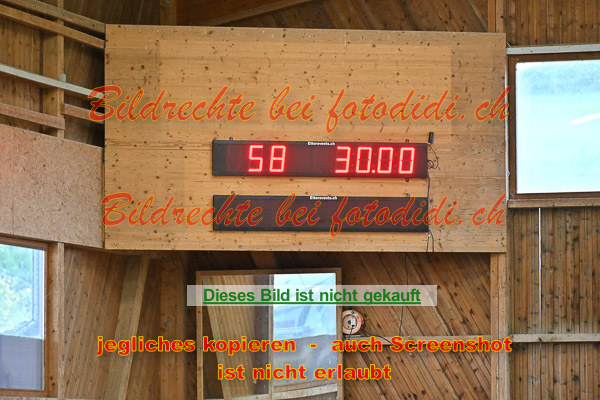 Bildrechte bei fotodidi.ch
58 30.00
Bildrechte bei fotodidi.ch
Dieses Bild ist nicht gekauft
jegliches kopieren - auch Screenshot
ist nicht erlaubt